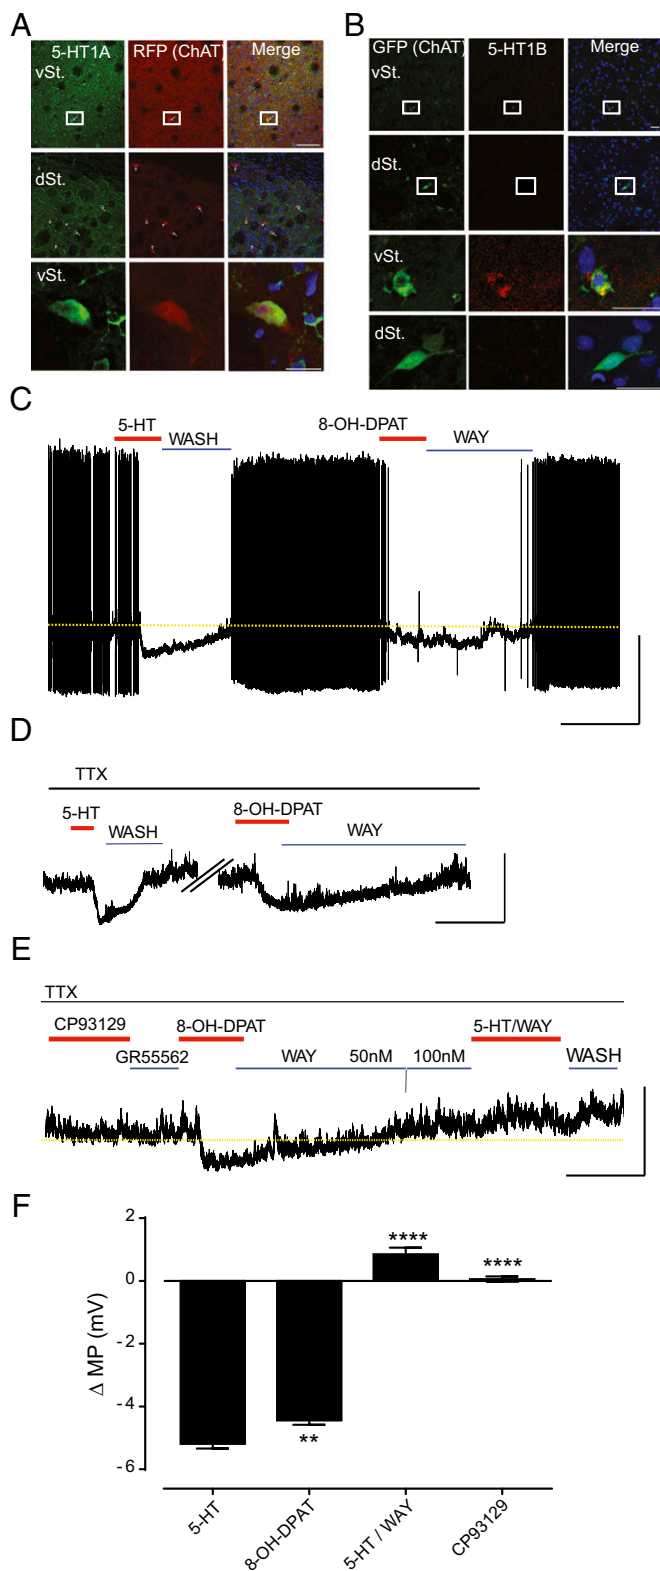 A
B
5-HT1A RFP (ChAT) Merge
GFP (ChAT) 5-HT1B Merge
vSt.
vSt.
dSt.
dSt.
vSt.
vSt.
dSt.
C
5-HT
WASH
8-OH-DPAT
WAY
D
TTX
5-HT
WASH
8-OH-DPAT
WAY
E
TTX
CP93129
8-OH-DPAT
5-HT/WAY
GR55562
WAY
50nM
100nM
WASH
F
2
0
-2
-4
-6
Δ MP (mV)
****
****
**
5-HT
8-OH-DPAT
5-HT / WAY
CP93129